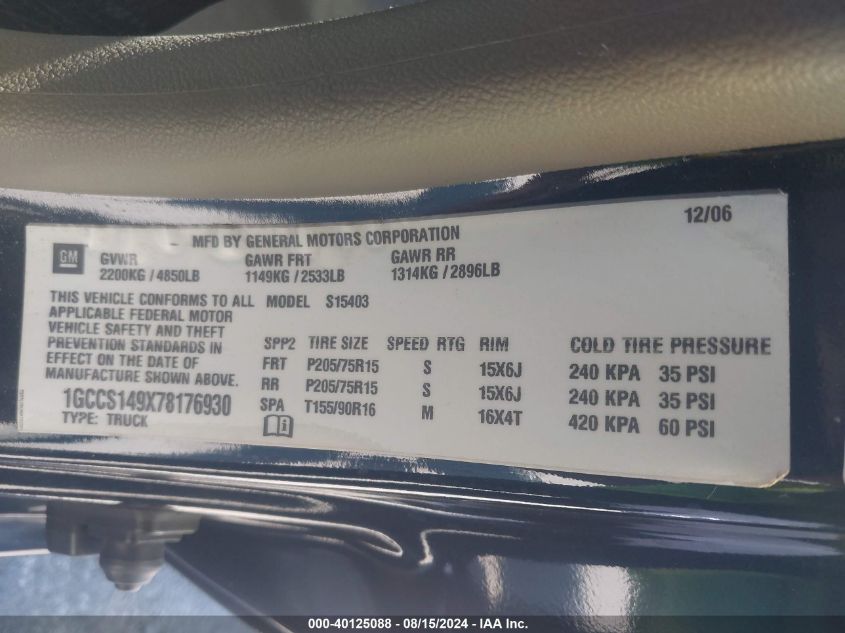 12/06
MFD BY GENERAL MOTORS CORPORATION
GM
GVWR GAWR FRT GAWR RR
2200KG / 4850LB 1149KG / 2533LB 1314KG / 2896LB
THIS VEHICLE CONFORMS TO ALL
APPLICABLE FEDERAL MOTOR
VEHICLE SAFETY AND THEFT
PREVENTION STANDARDS IN
EFFECT ON THE DATE OF
MANUFACTURE SHOWN ABOVE.
1GCCS149X78176930
TYPE: TRUCK
MODEL S15403
SPP2 TIRE SIZE SPEED RTG RIM COLD TIRE PRESSURE
FRT P205/75R15 S 15X6J 240 KPA 35 PSI
RR P205/75R15 S 15X6J 240 KPA 35 PSI
SPA T155/90R16 M 16X4T 420 KPA 60 PSI
000-40125088 - 08/15/2024 - IAA Inc.